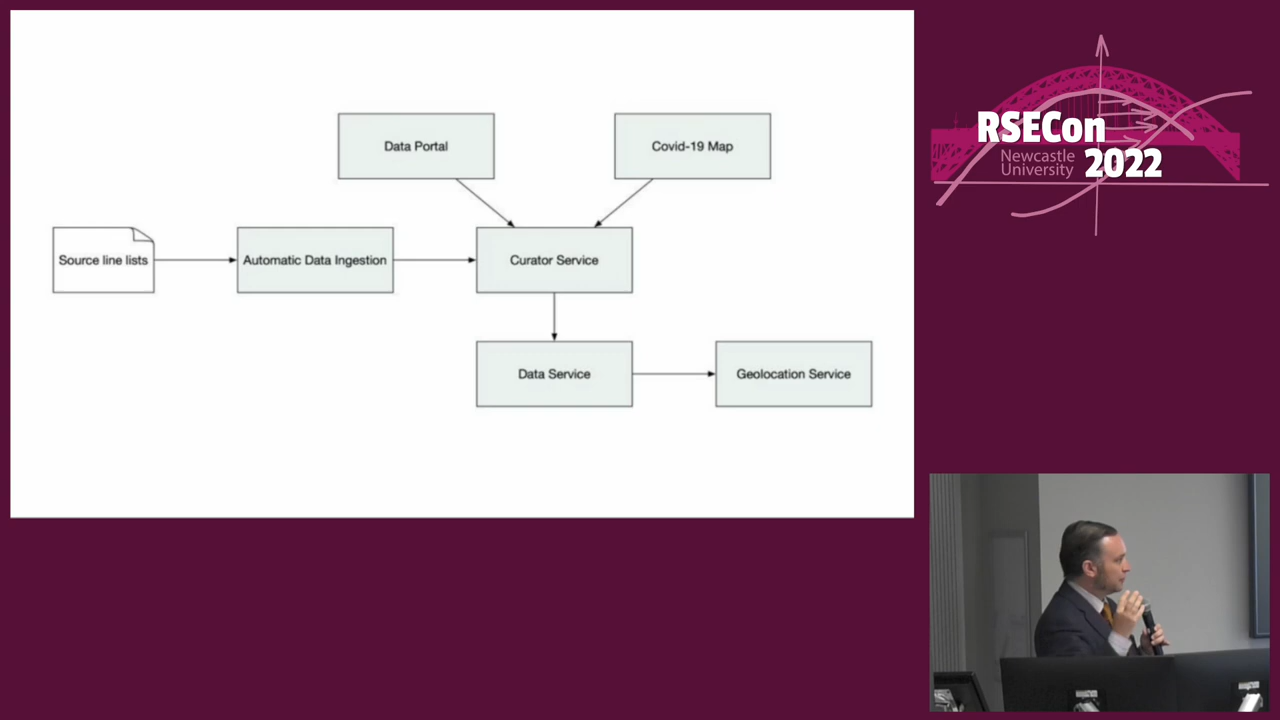 Data Portal
Covid-19 Map
Source line lists
Automatic Data Ingestion
Curator Service
Data Service
Geolocation Service
RSECon
Newcastle
University
2022